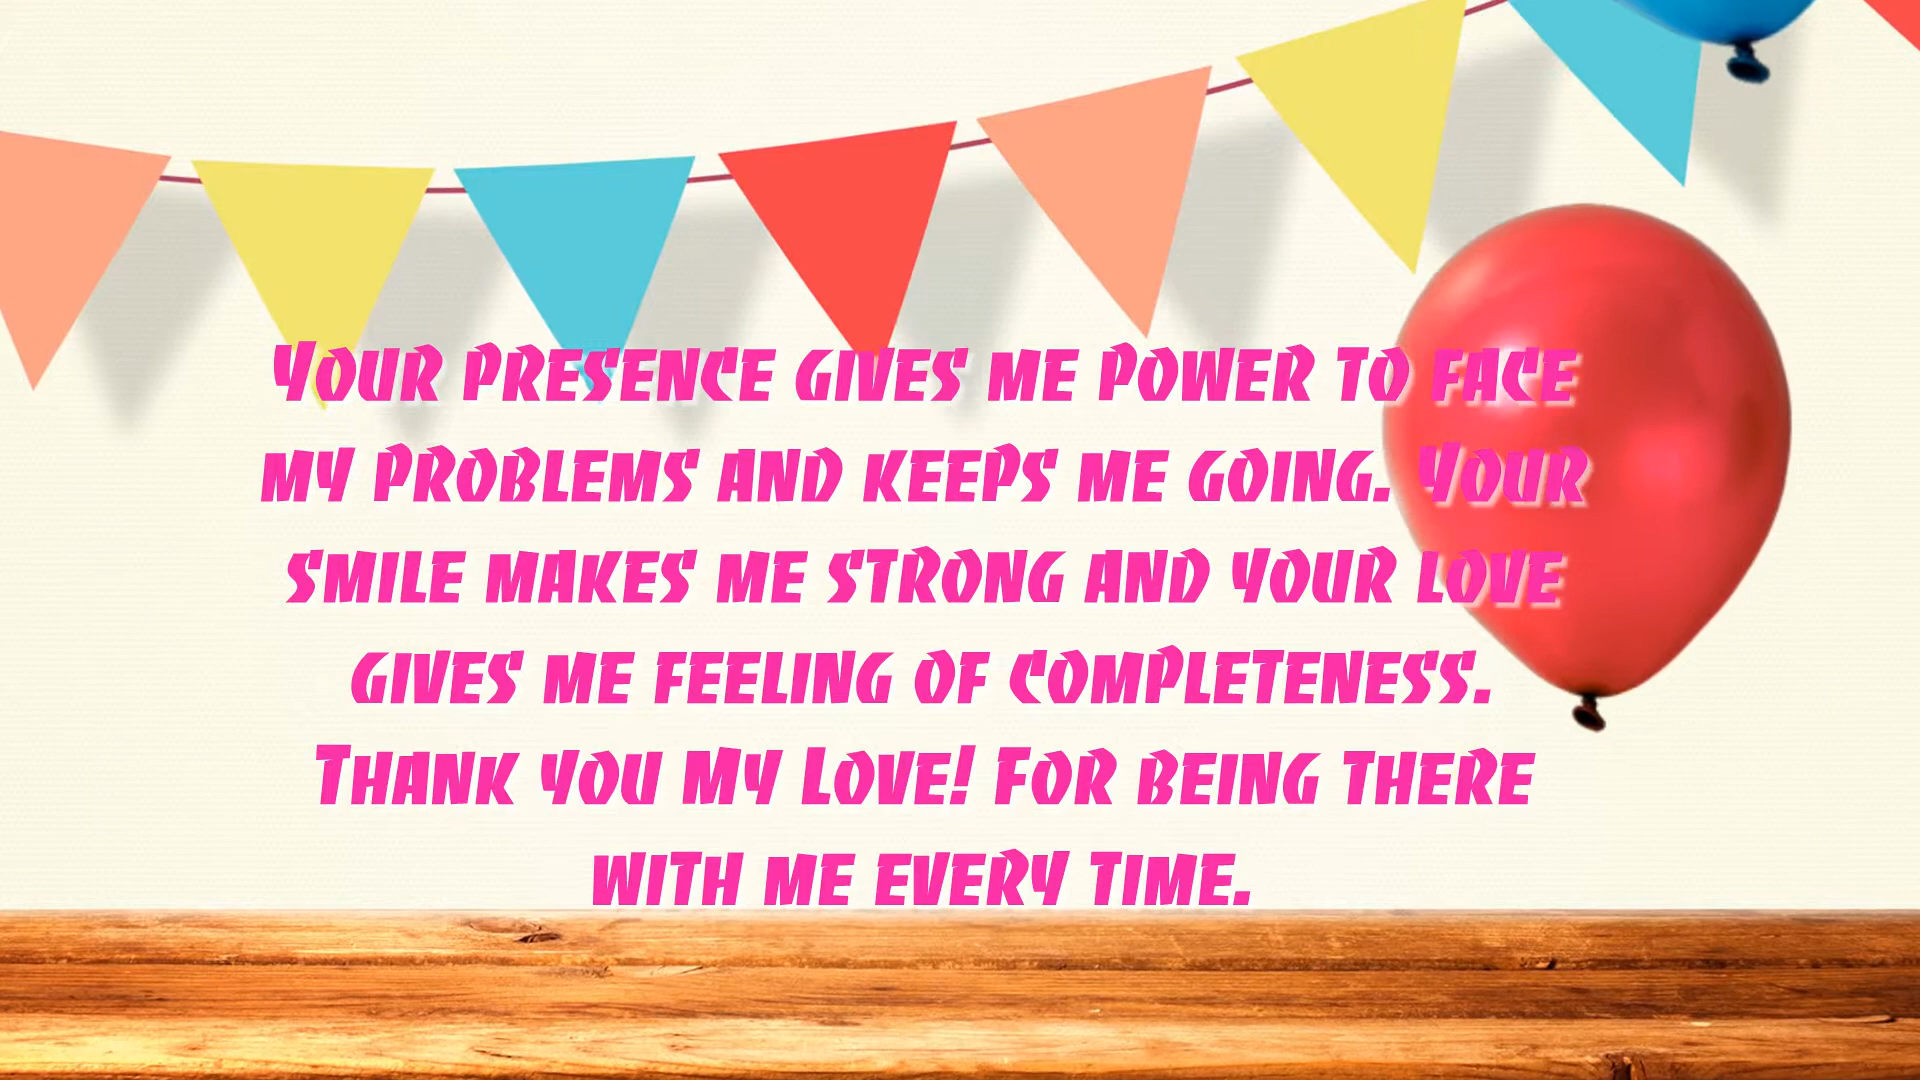 Your presence gives me power to face
my problems and keeps me going. Your
smile makes me strong and your love
gives me feeling of completeness.
Thank you My Love! For being there
with me every time.